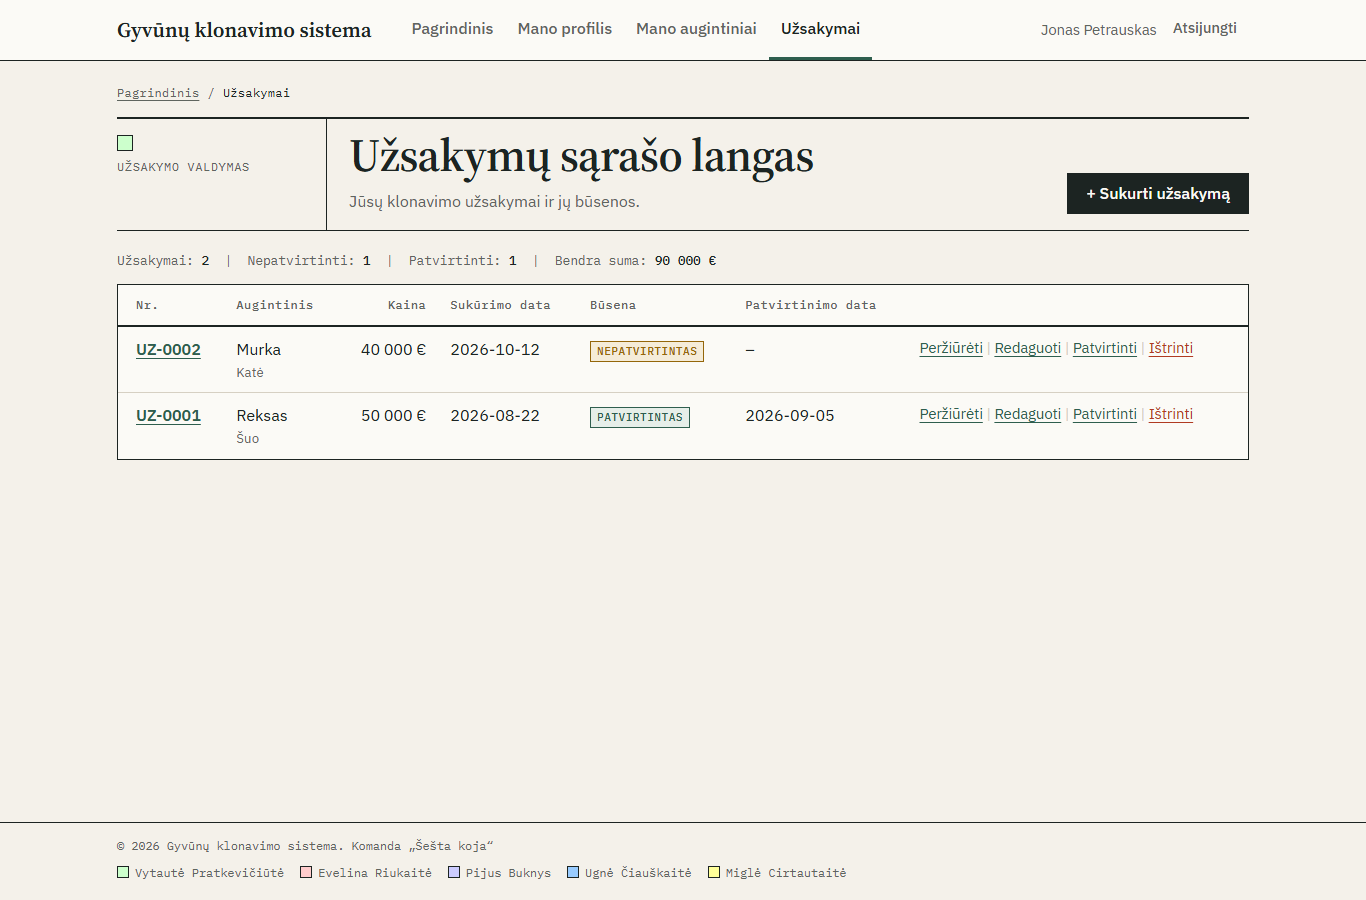 Gyvūnų klonavimo sistema Pagrindinis Mano profilis Mano augintiniai Užsakymai Jonas Petrauskas Atsijungti
Pagrindinis / Užsakymai
UŽSAKYMO VALDYMAS
Užsakymų sąrašo langas
Jūsų klonavimo užsakymai ir jų būsenos.
+ Sukurti užsakymą
Užsakymai: 2 | Nepatvirtinti: 1 | Patvirtinti: 1 | Bendra suma: 90 000 €
Nr. Augintinis Kaina Sukūrimo data Būsena Patvirtinimo data
UZ-0002 Murka 40 000 € 2026-10-12 NEPATVIRTINTAS – Peržiūrėti | Redaguoti | Patvirtinti | Ištrinti
Katė
UZ-0001 Reksas 50 000 € 2026-08-22 PATVIRTINTAS 2026-09-05 Peržiūrėti | Redaguoti | Patvirtinti | Ištrinti
Šuo
© 2026 Gyvūnų klonavimo sistema. Komanda „Šešta koja“
Vytautė Pratkevičiūtė Evelina Riukaitė Pijus Buknys Ugnė Čiauškaitė Miglė Cirtautaitė